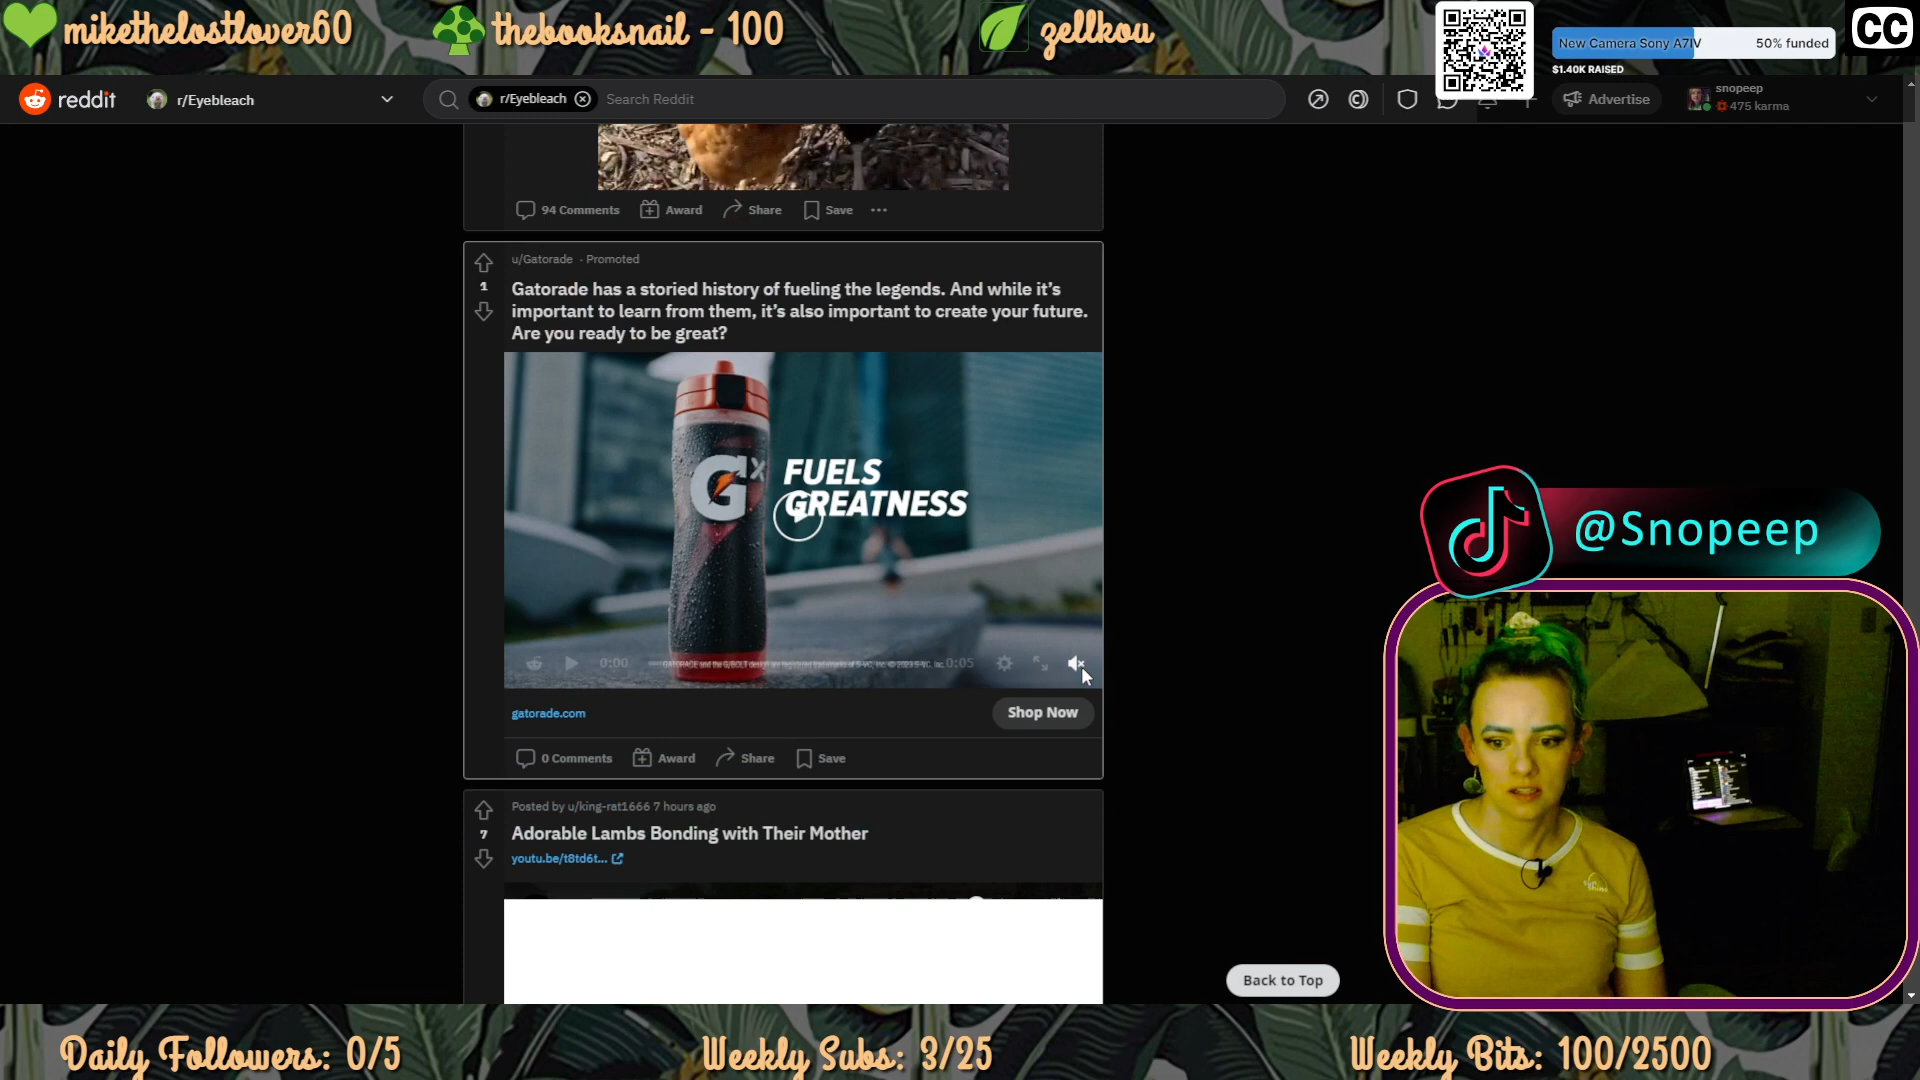 mikethelostlover60
thebooksnail - 100
zellkou
New Camera Sony A7IV 50% funded
$1.40K RAISED
CC
reddit
r/Eyebleach
r/Eyebleach
Search Reddit
Advertise
snopeep
475 karma
94 Comments
Award
Share
Save
u/Gatorade · Promoted
1
Gatorade has a storied history of fueling the legends. And while it's
important to learn from them, it's also important to create your future.
Are you ready to be great?
Gx
FUELS
GREATNESS
0:00
0:05
gatorade.com
Shop Now
0 Comments
Award
Share
Save
Posted by u/king-rat1666 7 hours ago
7
Adorable Lambs Bonding with Their Mother
youtu.be/t8td6t...
@Snopeep
Back to Top
Daily Followers: 0/5
Weekly Subs: 3/25
Weekly Bits: 100/2500